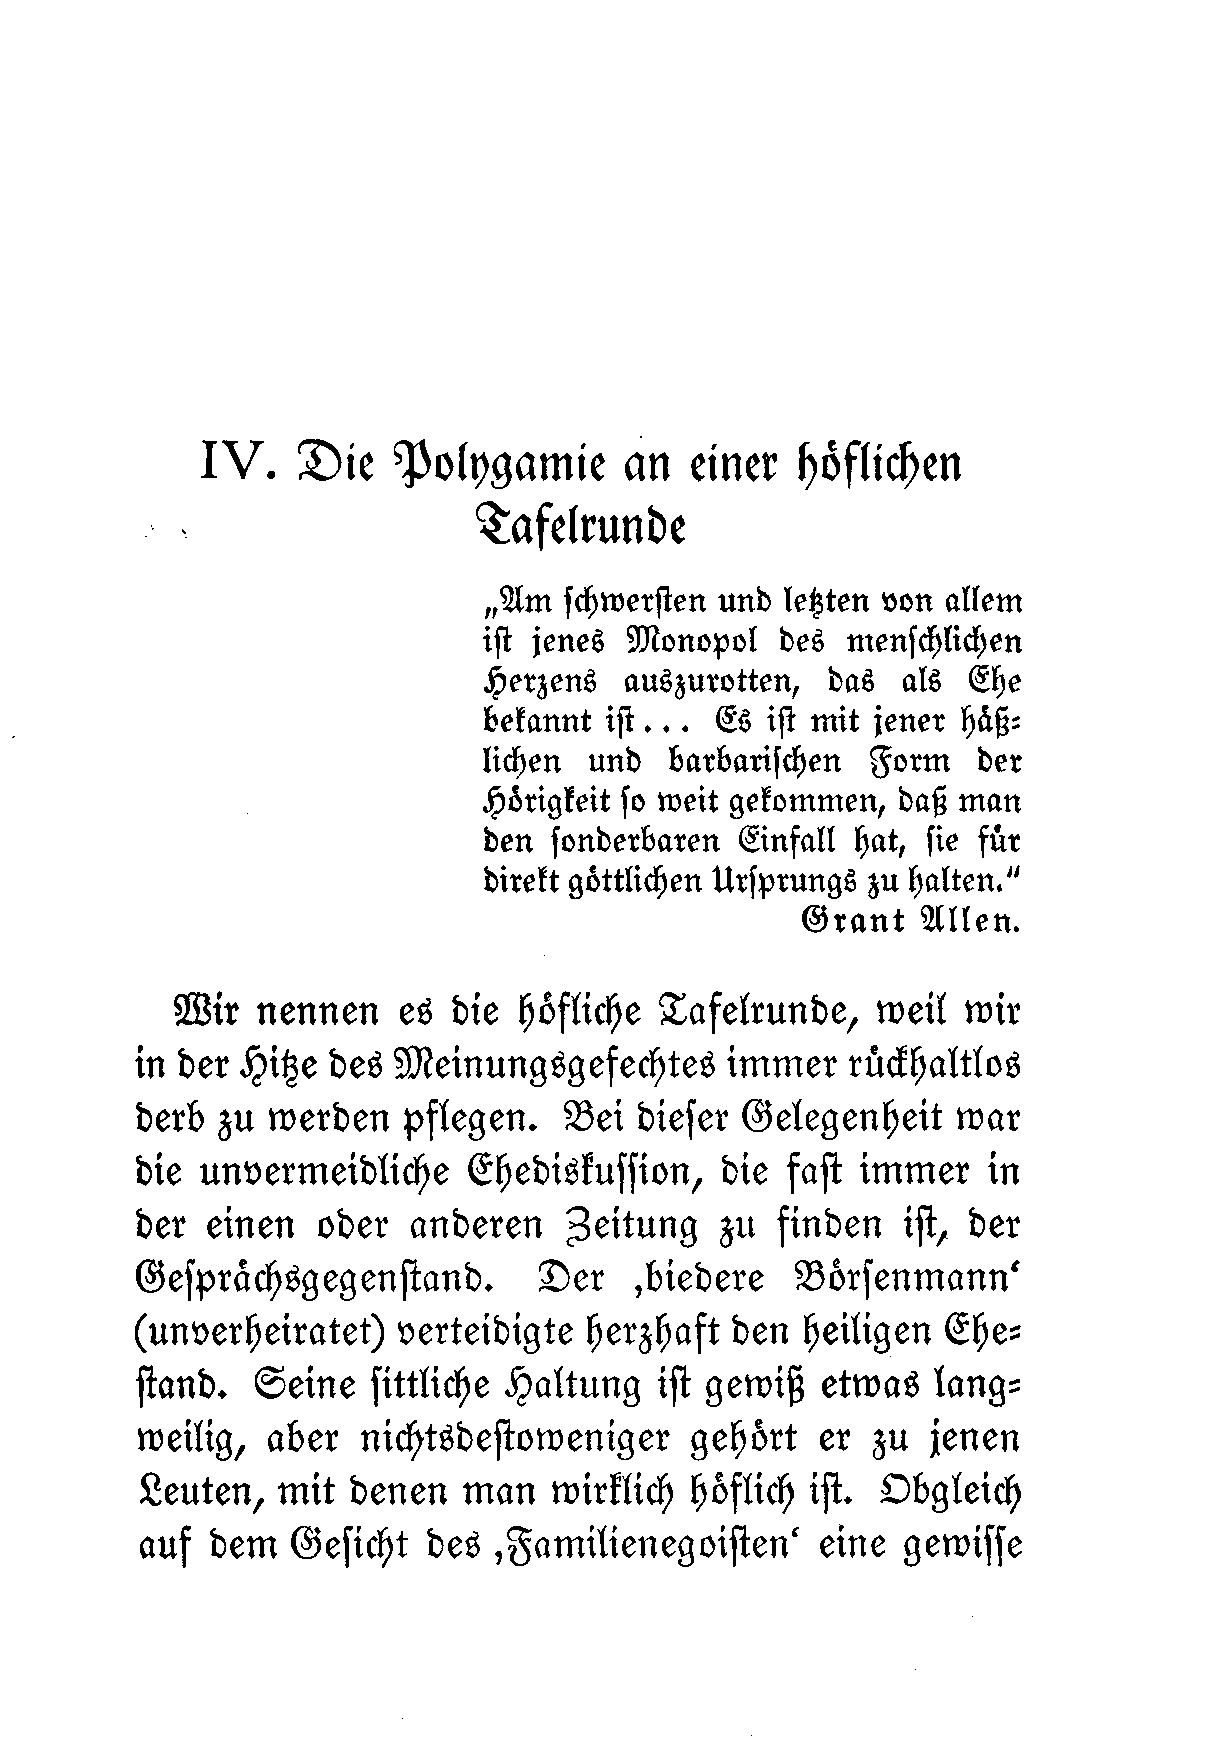 IV. Die Polygamie an einer höflichen
Tafelrunde
„Am schwersten und letzten von allem
ist jenes Monopol des menschlichen
Herzens auszurotten, das als Ehe
bekannt ist... Es ist mit jener häß-
lichen und barbarischen Form der
Hörigkeit so weit gekommen, daß man
den sonderbaren Einfall hat, sie für
direkt göttlichen Ursprungs zu halten.“
Grant Allen.
Wir nennen es die höfliche Tafelrunde, weil wir
in der Hitze des Meinungsgefechtes immer rückhaltlos
derb zu werden pflegen. Bei dieser Gelegenheit war
die unvermeidliche Ehediskussion, die fast immer in
der einen oder anderen Zeitung zu finden ist, der
Gesprächsgegenstand. Der ‚biedere Börsenmann‘
(unverheiratet) verteidigte herzhaft den heiligen Ehe-
stand. Seine sittliche Haltung ist gewiß etwas lang-
weilig, aber nichtsdestoweniger gehört er zu jenen
Leuten, mit denen man wirklich höflich ist. Obgleich
auf dem Gesicht des ‚Familienegoisten‘ eine gewisse